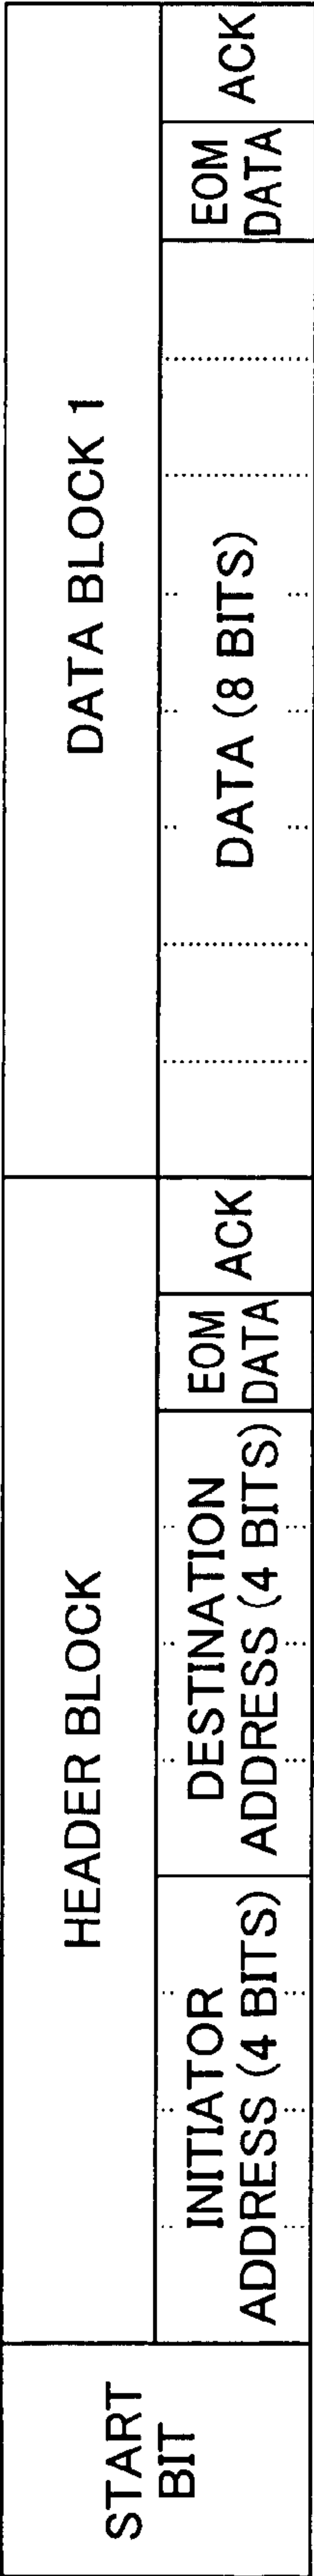 START
BIT
HEADER BLOCK
INITIATOR
ADDRESS (4 BITS)
DESTINATION
ADDRESS (4 BITS)
EOM
DATA
ACK
DATA BLOCK 1
DATA (8 BITS)
EOM
DATA
ACK